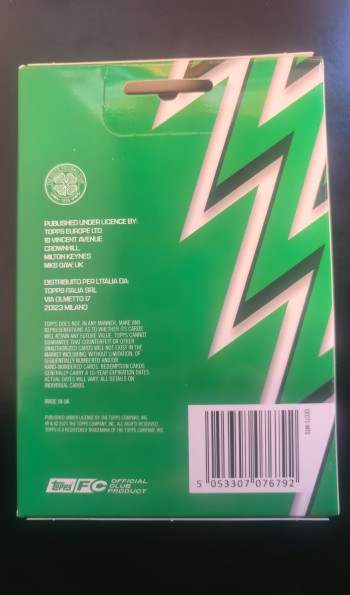 PUBLISHED UNDER LICENCE BY:
TOPPS EUROPE LTD
18 VINCENT AVENUE
CROWNHILL
MILTON KEYNES
MK8 0AW, UK
DISTRIBUITO PER L'ITALIA DA:
TOPPS ITALIA SRL
VIA OLMETTO 17
20123 MILANO
TOPPS DOES NOT, IN ANY MANNER, MAKE ANY
REPRESENTATIONS AS TO WHETHER ITS CARDS
WILL ATTAIN ANY FUTURE VALUE. TOPPS CANNOT
GUARANTEE THAT COUNTERFEIT OR OTHER
UNAUTHORIZED CARDS WILL NOT EXIST IN THE
MARKET INCLUDING, WITHOUT LIMITATION, OF
SEQUENTIALLY NUMBERED AND/OR
HAND-NUMBERED CARDS. REDEMPTION CARDS
GENERALLY CARRY A 1.0-YEAR EXPIRATION DATES.
ACTUAL DATES WILL VARY. ALL DETAILS ON
INDIVIDUAL CARDS.
MADE IN UK
PUBLISHED UNDER LICENSE BY THE TOPPS COMPANY, INC.
® & © 2025 THE TOPPS COMPANY, INC. ALL RIGHTS RESERVED.
TOPPS IS A REGISTERED TRADEMARK OF THE TOPPS COMPANY, INC.
topps FC OFFICIAL
CLUB
PRODUCT
5 053307 076792